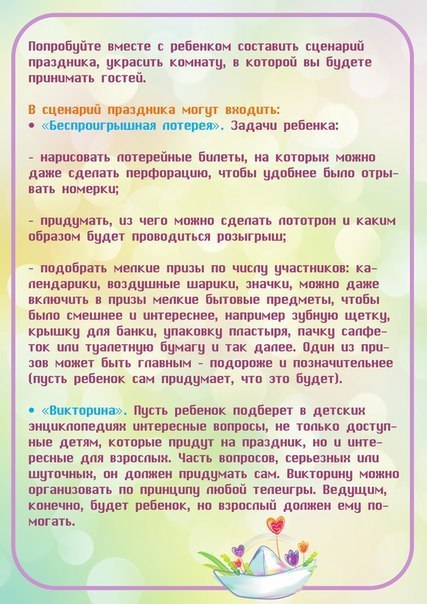 Попробуйте вместе с ребенком составить сценарий
праздника, украсить комнату, в которой вы будете
принимать гостей.
В сценарий праздника могут входить:
• «Беспроигрышная лотерея». Задачи ребенка:
- нарисовать лотерейные билеты, на которых можно
даже сделать перфорацию, чтобы удобнее было отры-
вать номерки;
- придумать, из чего можно сделать лототрон и каким
образом будет проводиться розыгрыш;
- подобрать мелкие призы по числу участников: ка-
лендарики, воздушные шарики, значки, можно даже
включить в призы мелкие бытовые предметы, чтобы
было смешнее и интереснее, например зубную щетку,
крышку для банки, упаковку пластыря, пачку салфе-
ток или туалетную бумагу и так далее. Один из при-
зов может быть главным - подороже и позначительнее
(пусть ребенок сам придумает, что это будет).
• «Викторина». Пусть ребенок подберет в детских
энциклопедиях интересные вопросы, не только доступ-
ные детям, которые придут на праздник, но и инте-
ресные для взрослых. Часть вопросов, серьезных или
шуточных, он должен придумать сам. Викторину можно
организовать по принципу любой телеигры. Ведущим,
конечно, будет ребенок, но взрослый должен ему по-
могать.